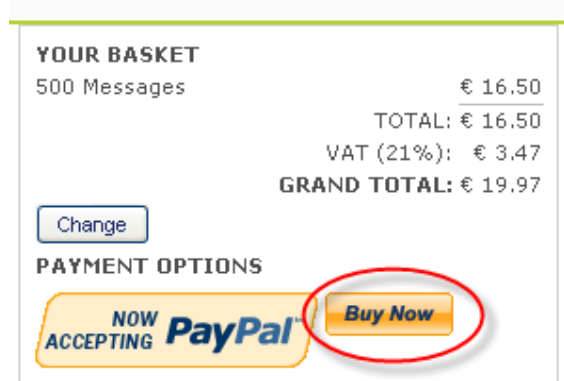 YOUR BASKET
500 Messages € 16.50
TOTAL: € 16.50
VAT (21%): € 3.47
GRAND TOTAL: € 19.97
Change
PAYMENT OPTIONS
NOW ACCEPTING PayPal™ Buy Now